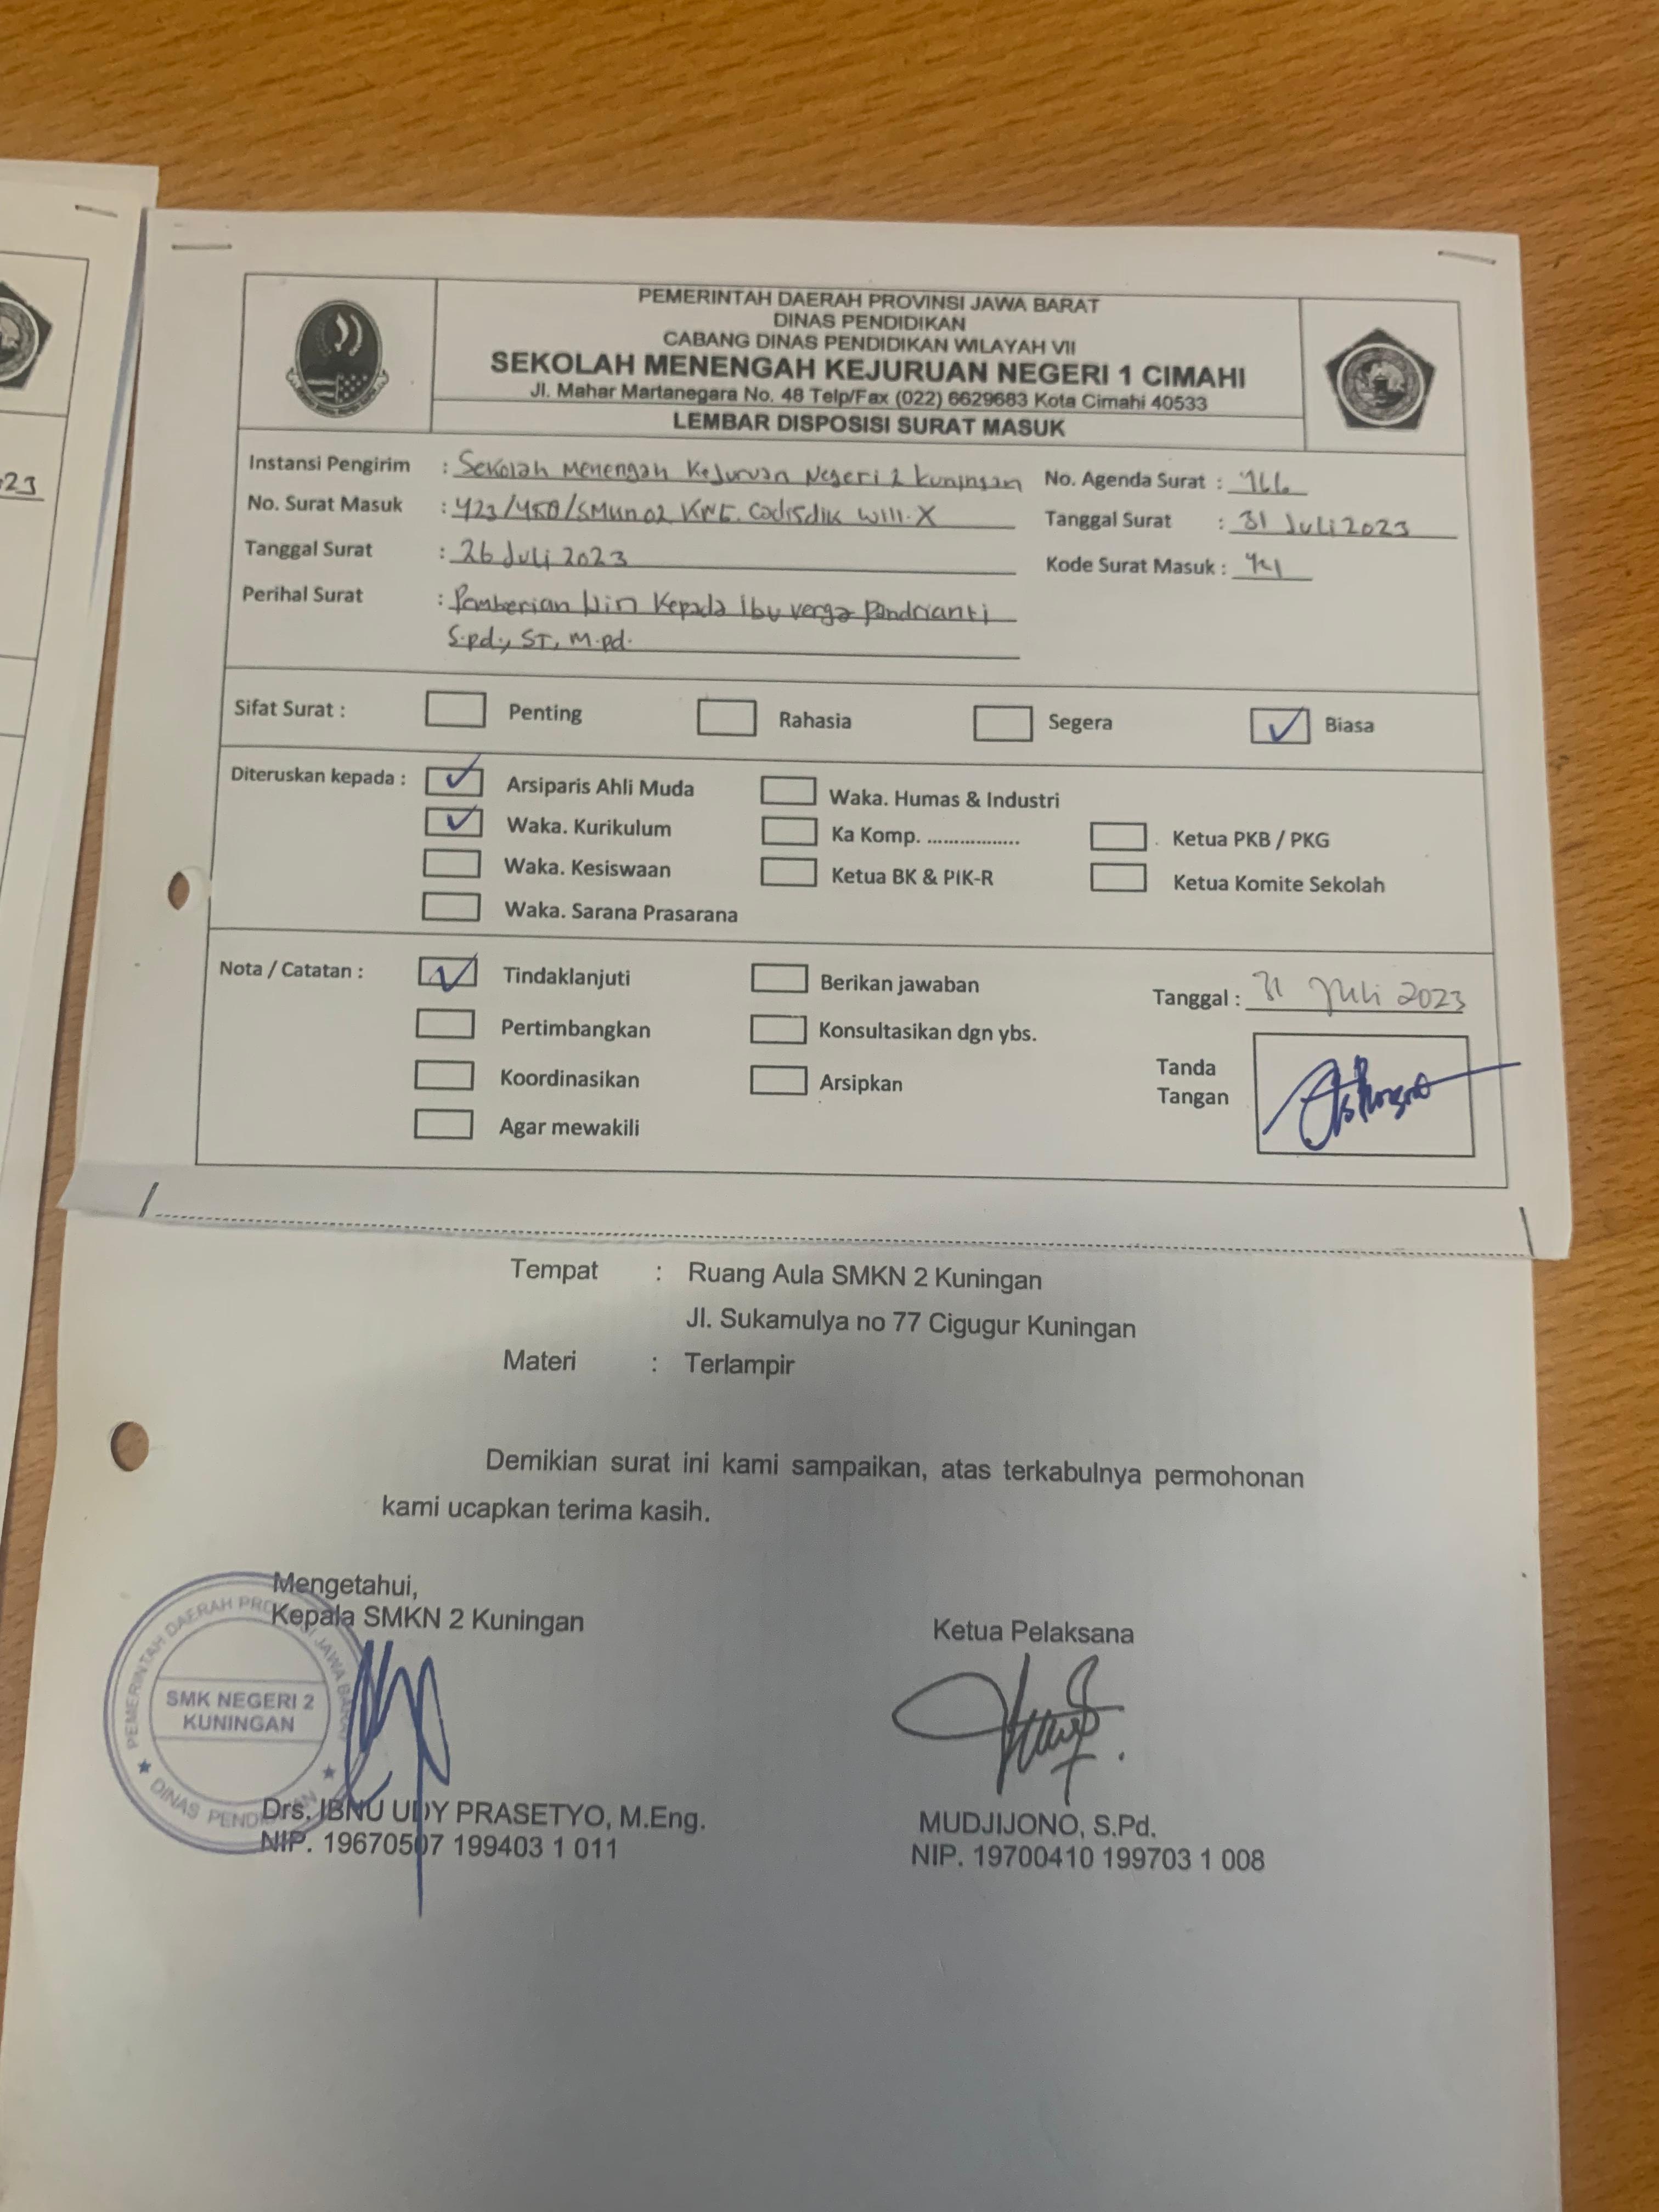 23
PEMERINTAH DAERAH PROVINSI JAWA BARAT
DINAS PENDIDIKAN
CABANG DINAS PENDIDIKAN WILAYAH VII
SEKOLAH MENENGAH KEJURUAN NEGERI 1 CIMAHI
Jl. Mahar Martanegara No. 48 Telp/Fax (022) 6629683 Kota Cimahi 40533
LEMBAR DISPOSISI SURAT MASUK
Instansi Pengirim : Sekolah Menengah Kejuruan Negeri 2 Kuningan No. Agenda Surat :
No. Surat Masuk : Tanggal Surat : 31 Juli 2023
Tanggal Surat : 26 Juli 2023 Kode Surat Masuk :
Perihal Surat : Pemberian Kepada Ibu verga Pandrianti
S.pd., ST, M.pd.
Sifat Surat : Penting Rahasia Segera ✓ Biasa
Diteruskan kepada : ✓ Arsiparis Ahli Muda Waka. Humas & Industri
✓ Waka. Kurikulum Ka Komp. ................. Ketua PKB / PKG
Waka. Kesiswaan Ketua BK & PIK-R Ketua Komite Sekolah
Waka. Sarana Prasarana
Nota / Catatan : ✓ Tindaklanjuti Berikan jawaban Tanggal : 31 Juli 2023
Pertimbangkan Konsultasikan dgn ybs.
Koordinasikan Arsipkan Tanda Tangan
Agar mewakili
Tempat : Ruang Aula SMKN 2 Kuningan
Jl. Sukamulya no 77 Cigugur Kuningan
Materi : Terlampir
Demikian surat ini kami sampaikan, atas terkabulnya permohonan
kami ucapkan terima kasih.
Mengetahui,
Kepala SMKN 2 Kuningan Ketua Pelaksana
PEMERINTAH DAERAH PROVINSI JAWA BARAT
SMK NEGERI 2
KUNINGAN
DINAS PENDIDIKAN
Drs. IBNU UDY PRASETYO, M.Eng. MUDJIJONO, S.Pd.
NIP. 19670507 199403 1 011 NIP. 19700410 199703 1 008